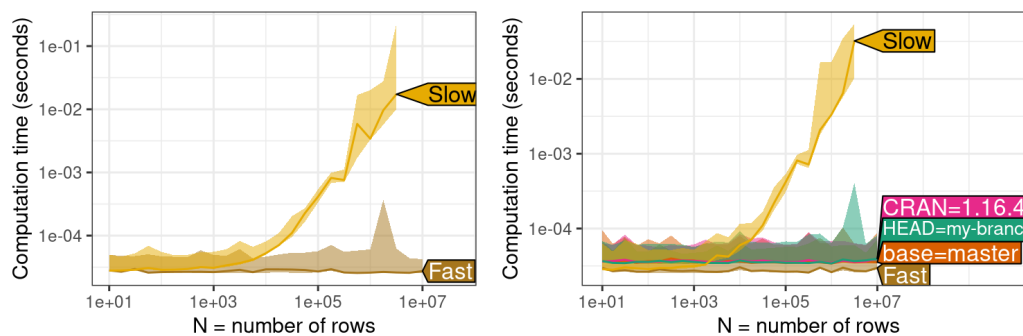 Computation time (seconds)
1e-01
1e-02
1e-03
1e-04
Slow
Fast
1e+01
1e+03
1e+05
1e+07
N = number of rows
Computation time (seconds)
1e-02
1e-03
1e-04
Slow
CRAN=1.16.4
HEAD=my-branc
base=master
Fast
1e+01
1e+03
1e+05
1e+07
N = number of rows